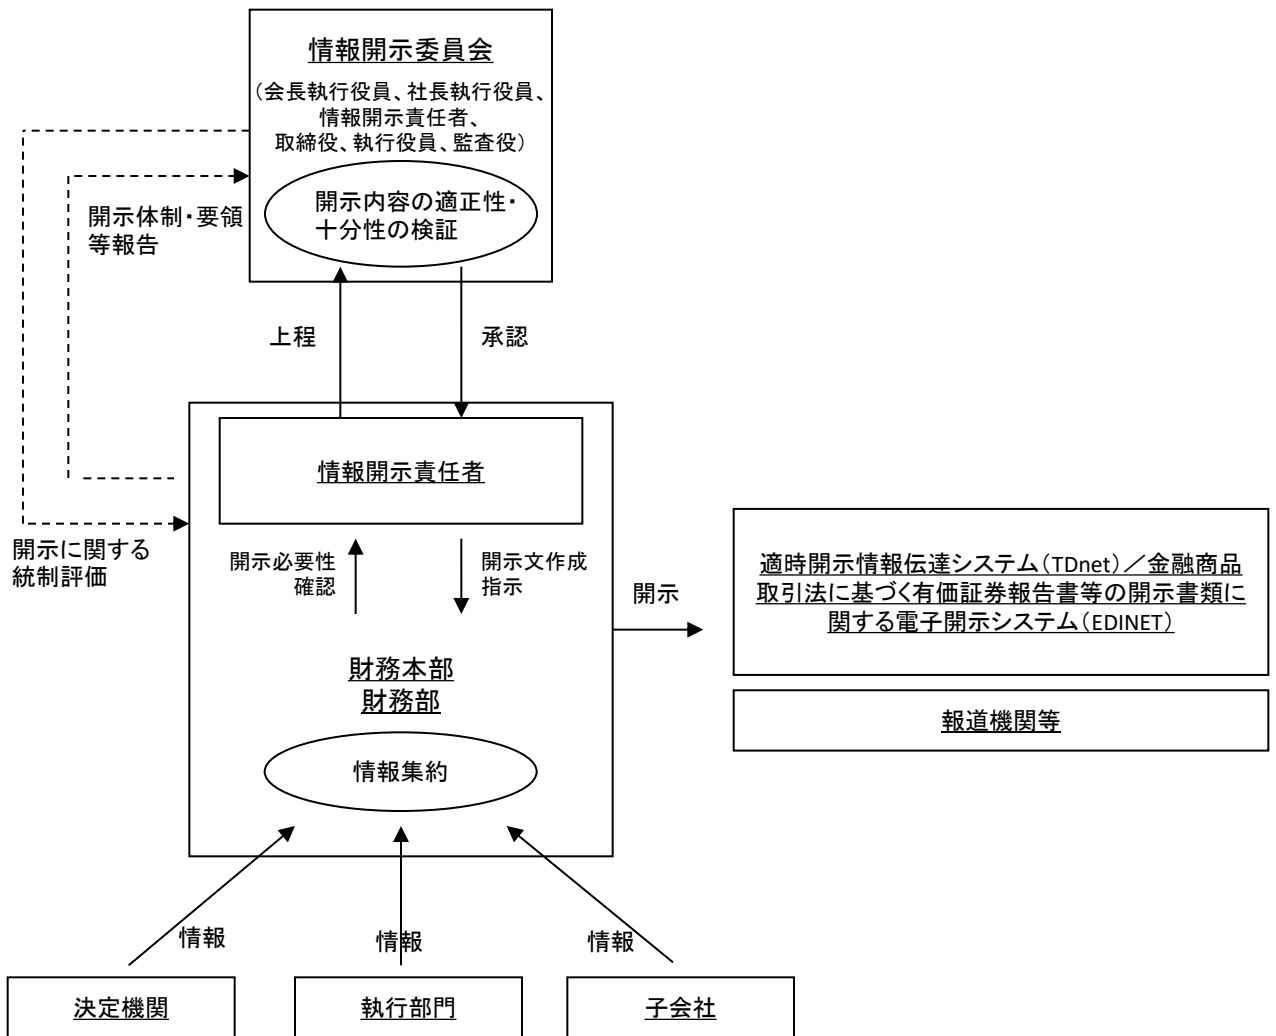 情報開示委員会
(会長執行役員、社長執行役員、
情報開示責任者、
取締役、執行役員、監査役)
開示内容の適正性・
十分性の検証
開示体制・要領
等報告
上程
承認
情報開示責任者
開示に関する
統制評価
開示必要性
確認
開示文作成
指示
開示
適時開示情報伝達システム(TDnet)/金融商品
取引法に基づく有価証券報告書等の開示書類に
関する電子開示システム(EDINET)
財務本部
財務部
報道機関等
情報集約
情報
情報
情報
決定機関
執行部門
子会社